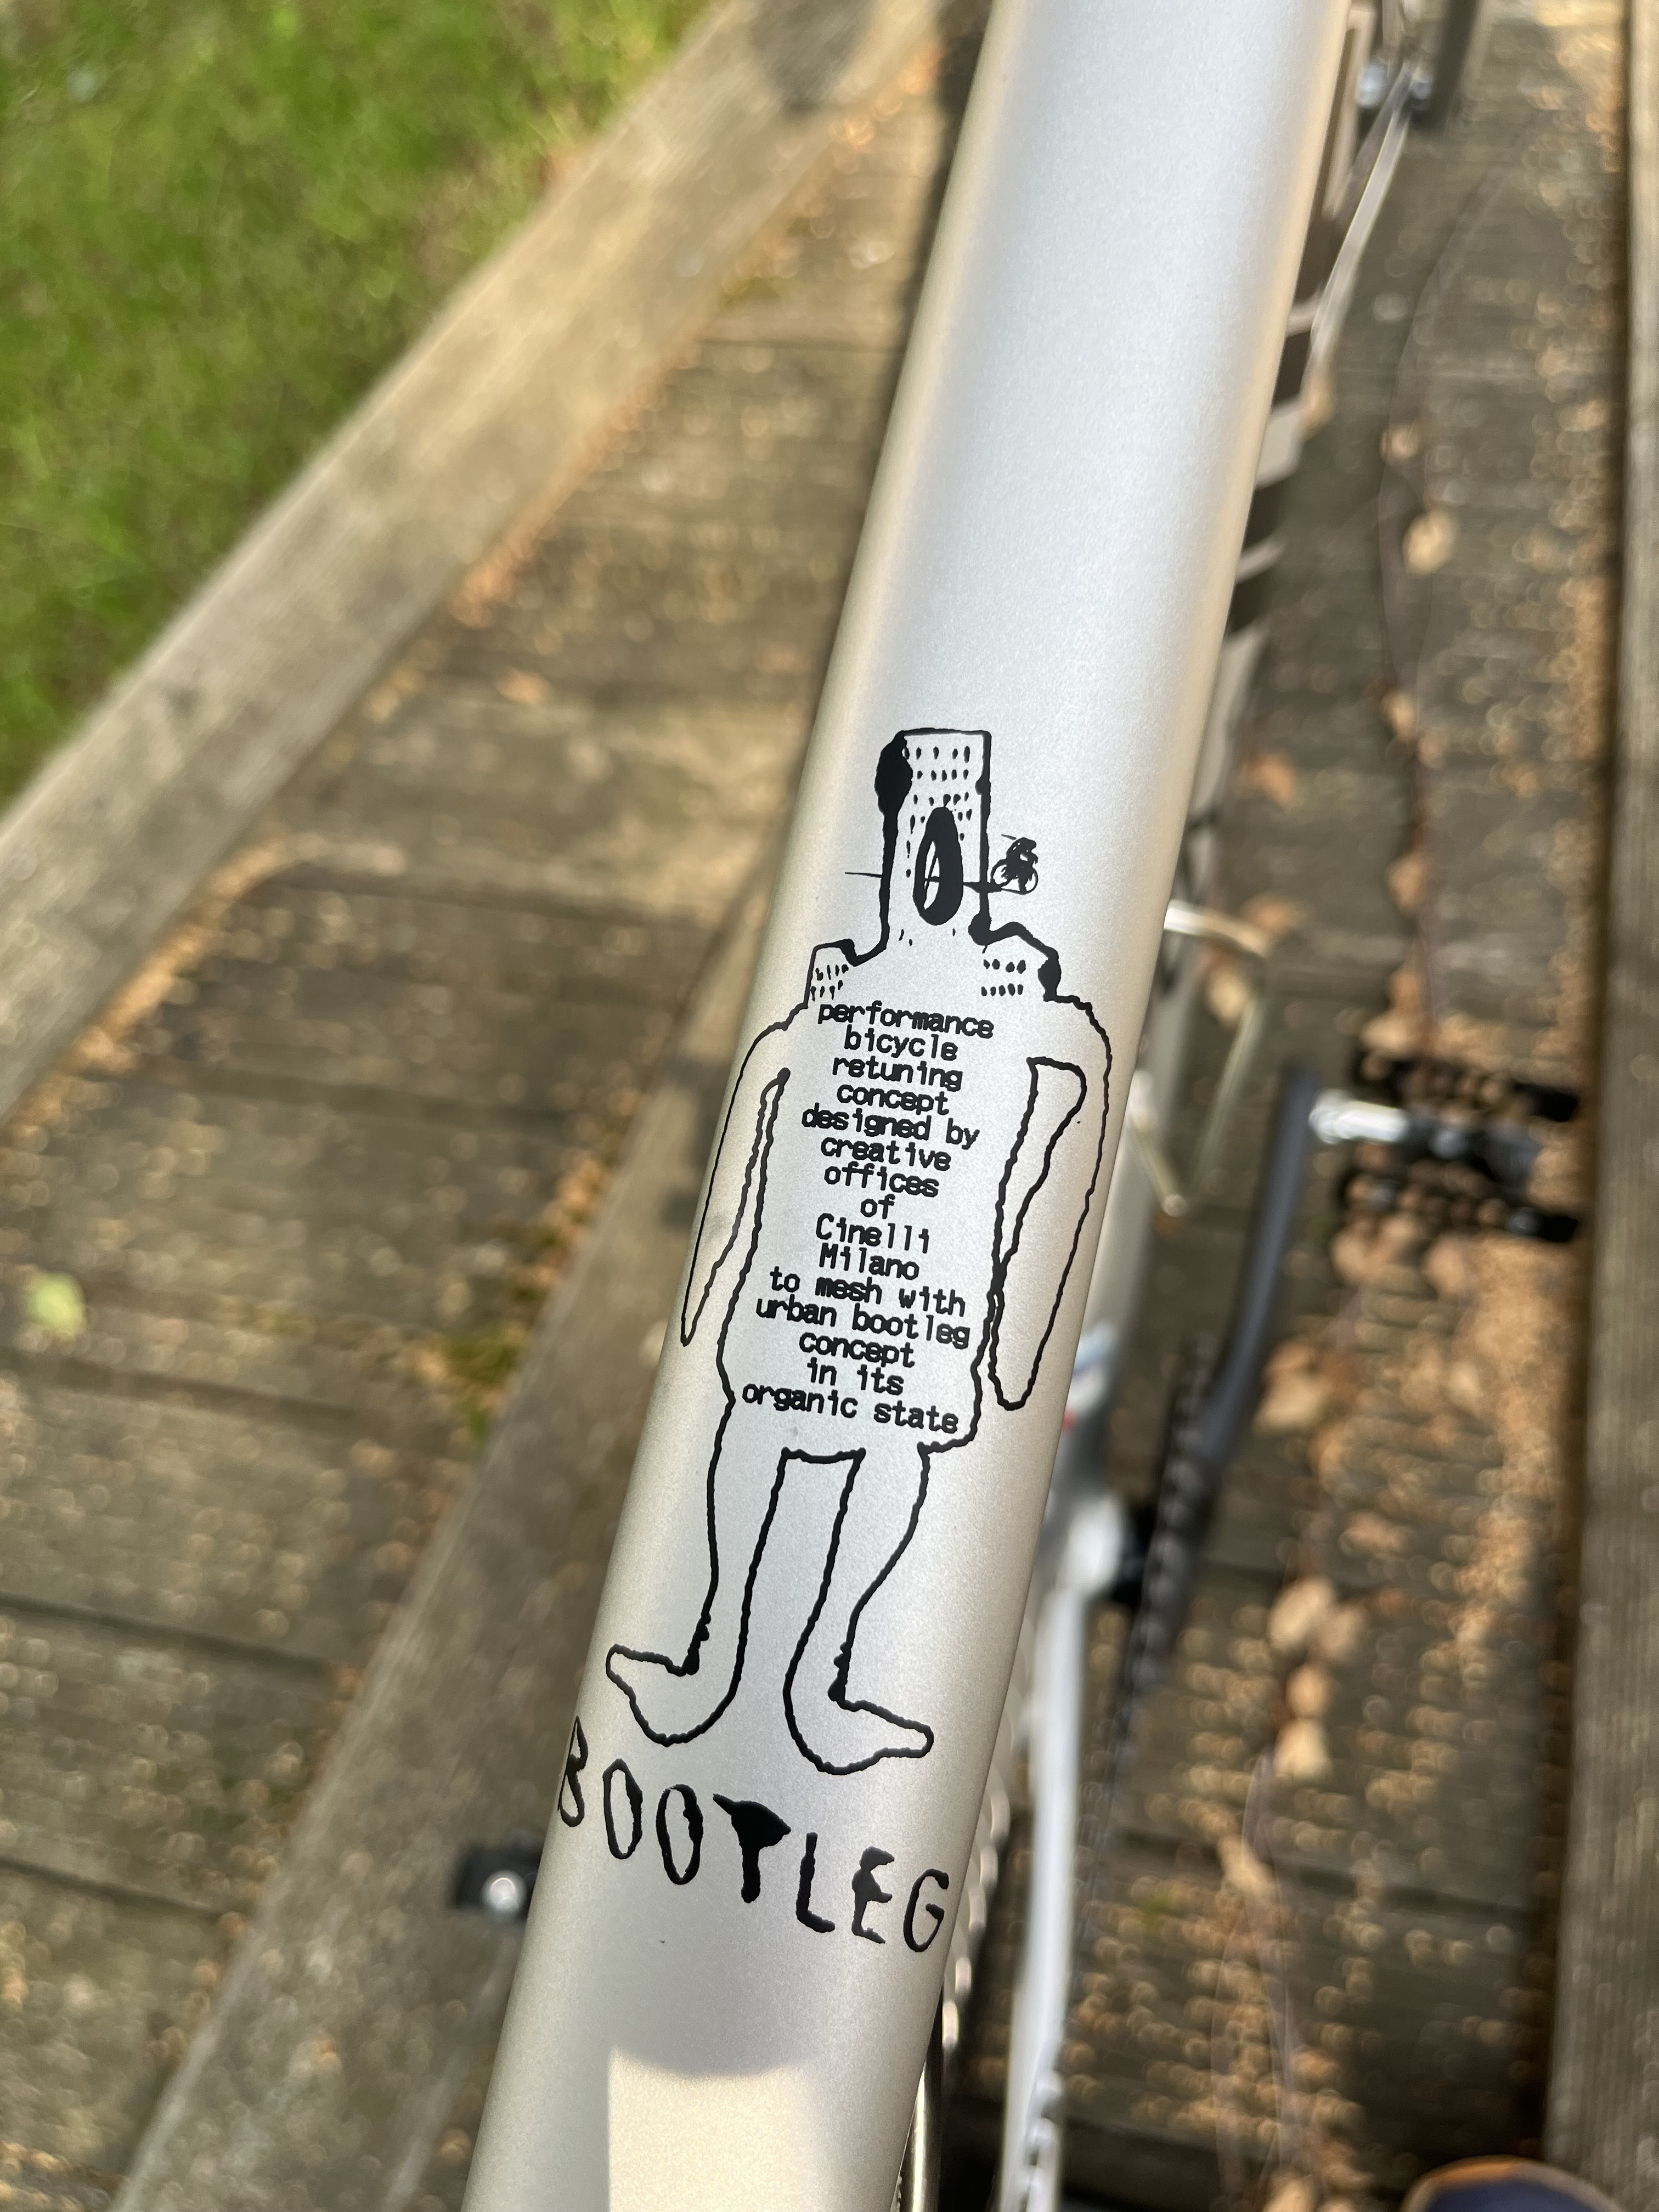 performance
bicycle
retuning
concept
designed by
creative
offices
of
Cinelli
Milano
to mesh with
urban bootleg
concept
in its
organic state
BOOTLEG